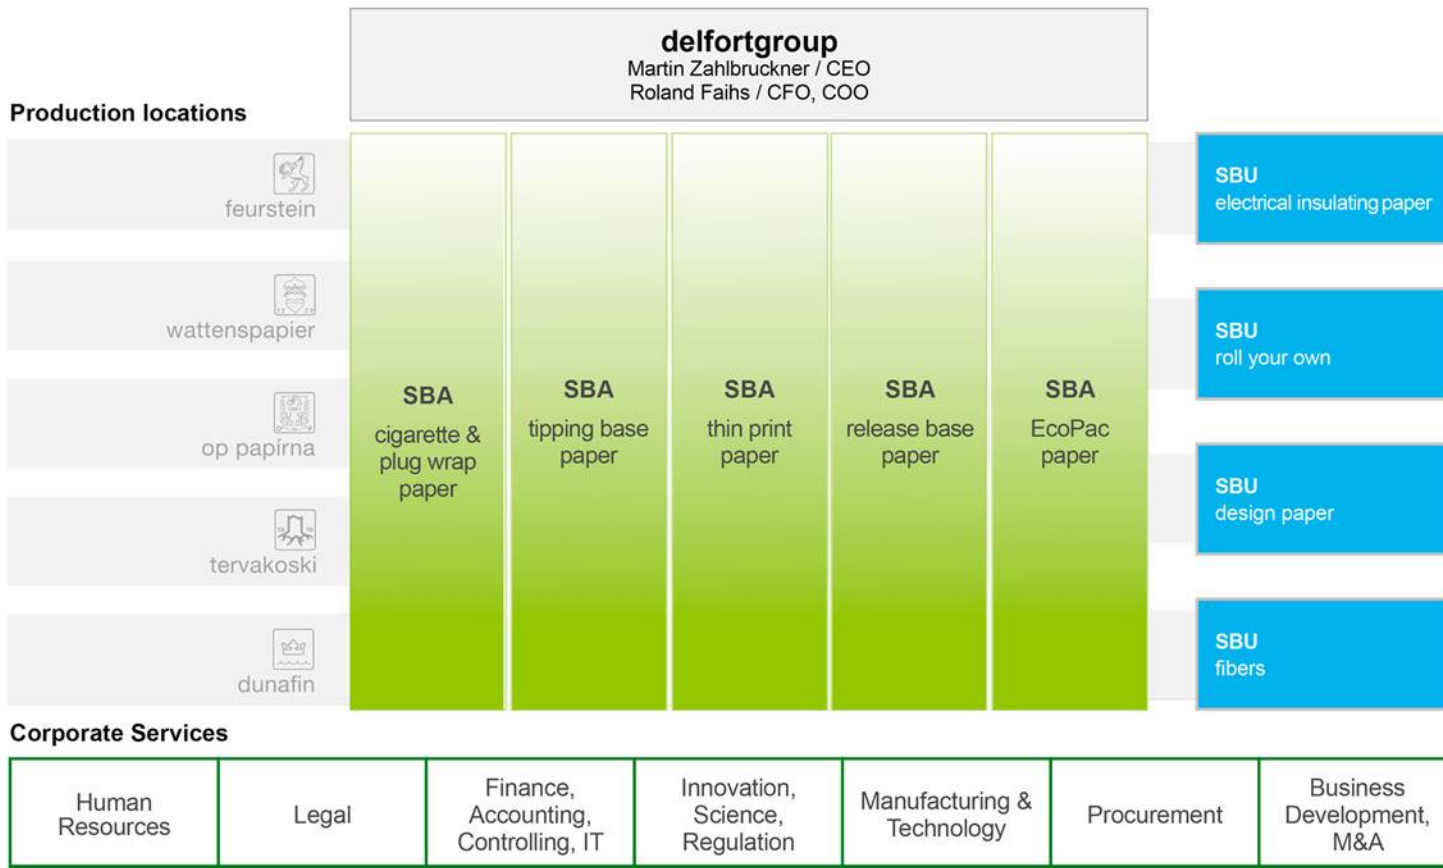 delfortgroup
Martin Zahlbruckner / CEO
Roland Faihs / CFO, COO
Production locations
feurstein
wattenspapier
op papírna
tervakoski
dunafin
SBA
cigarette &
plug wrap
paper
SBA
tipping base
paper
SBA
thin print
paper
SBA
release base
paper
SBA
EcoPac
paper
SBU
electrical insulating paper
SBU
roll your own
SBU
design paper
SBU
fibers
Corporate Services
Human
Resources
Legal
Finance,
Accounting,
Controlling, IT
Innovation,
Science,
Regulation
Manufacturing &
Technology
Procurement
Business
Development,
M&A